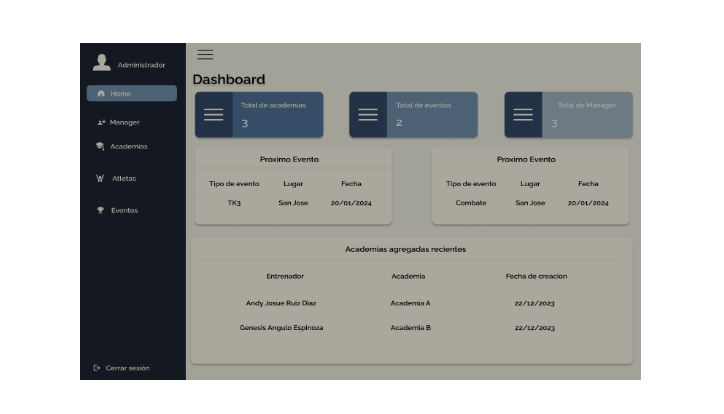 Administrador
Home
Manager
Academias
Atletas
Eventos
Cerrar sesión
Dashboard
Total de academias
3
Total de eventos
2
Total de Manager
3
Proximo Evento
Tipo de evento Lugar Fecha
TK3 San Jose 20/01/2024
Proximo Evento
Tipo de evento Lugar Fecha
Combate San Jose 20/01/2024
Academias agregadas recientes
Entrenador Academia Fecha de creacion
Andy Josue Ruiz Diaz Academia A 22/12/2023
Genesis Angulo Espinoza Academia B 22/12/2023